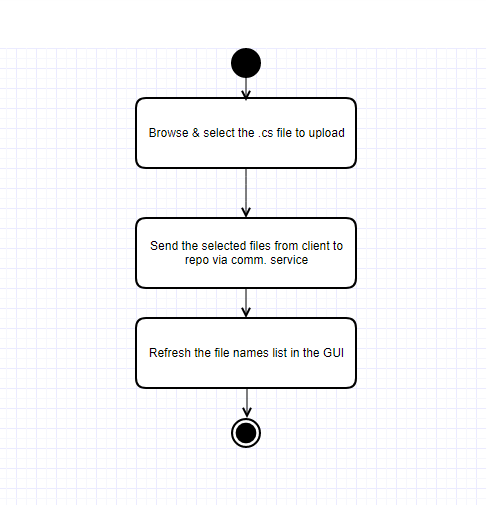 Browse & select the .cs file to upload
Send the selected files from client to
repo via comm. service
Refresh the file names list in the GUI